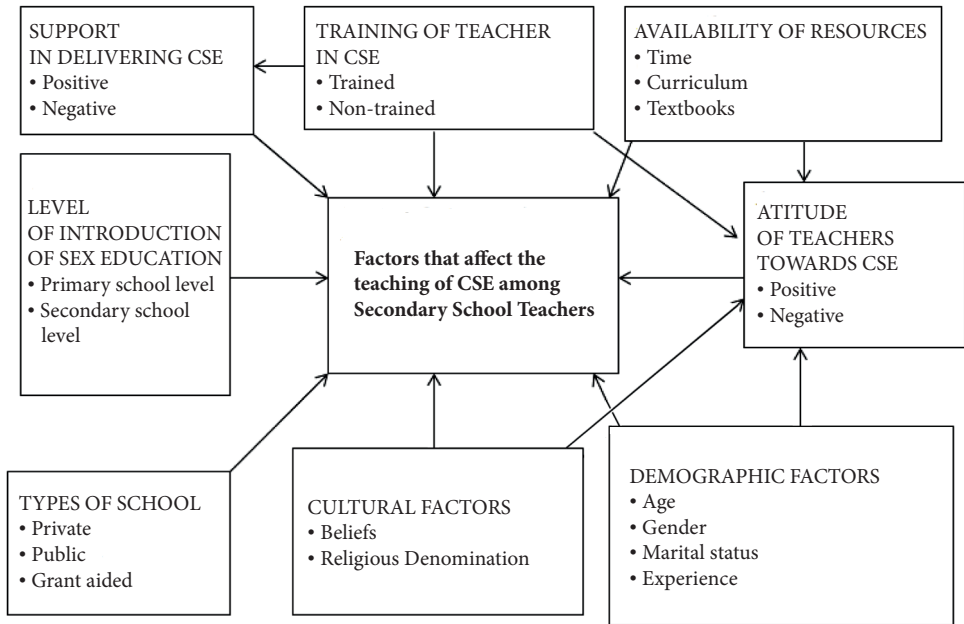 SUPPORT
IN DELIVERING CSE
• Positive
• Negative
TRAINING OF TEACHER
IN CSE
• Trained
• Non-trained
AVAILABILITY OF RESOURCES
• Time
• Curriculum
• Textbooks
LEVEL
OF INTRODUCTION
OF SEX EDUCATION
• Primary school level
• Secondary school
level
Factors that affect the
teaching of CSE among
Secondary School Teachers
ATITUDE
OF TEACHERS
TOWARDS CSE
• Positive
• Negative
TYPES OF SCHOOL
• Private
• Public
• Grant aided
CULTURAL FACTORS
• Beliefs
• Religious Denomination
DEMOGRAPHIC FACTORS
• Age
• Gender
• Marital status
• Experience